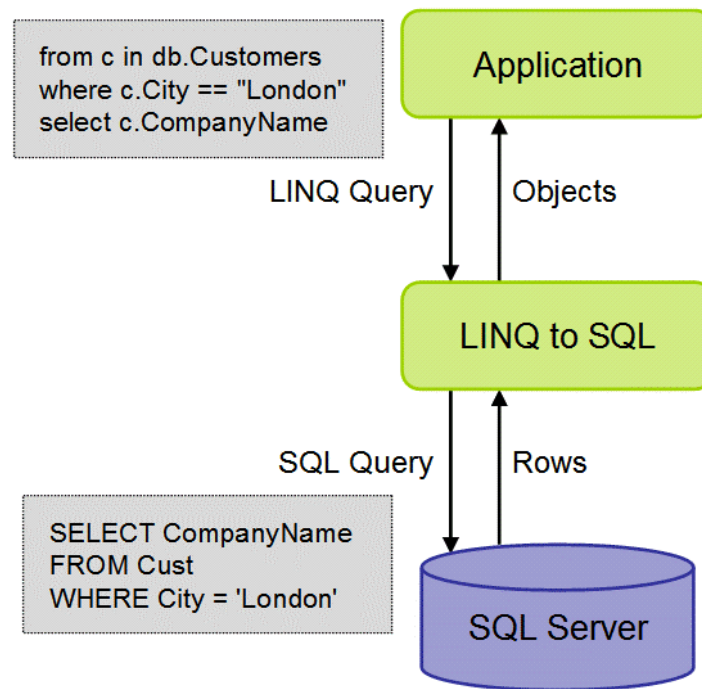 from c in db.Customers
where c.City == "London"
select c.CompanyName
Application
LINQ Query
Objects
LINQ to SQL
SQL Query
Rows
SELECT CompanyName
FROM Cust
WHERE City = 'London'
SQL Server